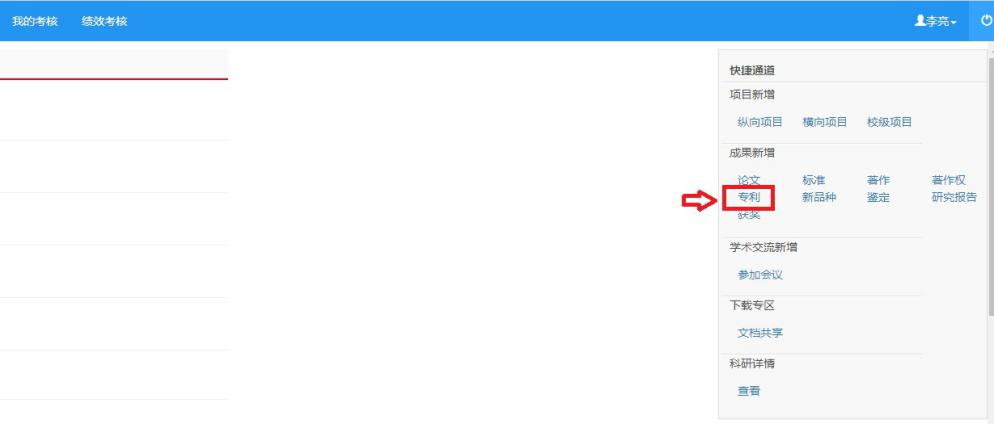 我的考核 绩效考核 李亮
快捷通道
项目新增
纵向项目 横向项目 校级项目
成果新增
论文 标准 著作 著作权
专利 新品种 鉴定 研究报告
获奖
学术交流新增
参加会议
下载专区
文档共享
科研详情
查看